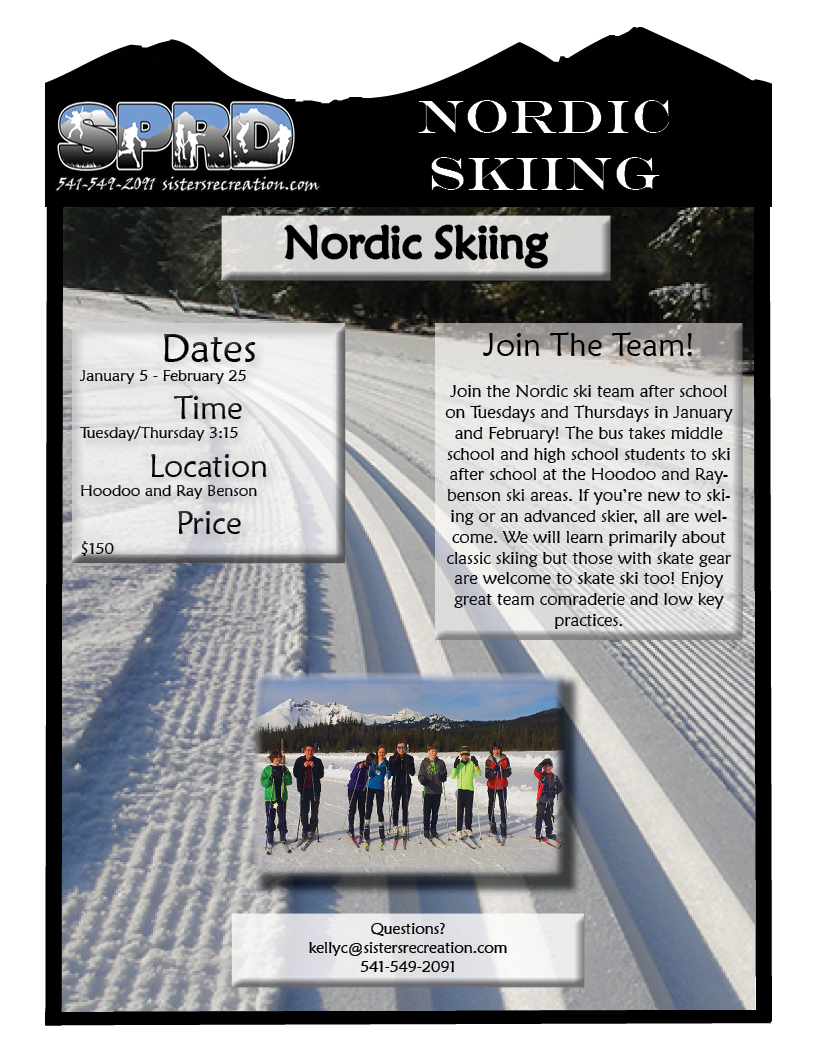 SPRD
541-549-2091 sistersrecreation.com
NORDIC
SKIING
Nordic Skiing
Dates
January 5 - February 25
Time
Tuesday/Thursday 3:15
Location
Hoodoo and Ray Benson
Price
$150
Join The Team!
Join the Nordic ski team after school
on Tuesdays and Thursdays in January
and February! The bus takes middle
school and high school students to ski
after school at the Hoodoo and Ray-
benson ski areas. If you're new to ski-
ing or an advanced skier, all are wel-
come. We will learn primarily about
classic skiing but those with skate gear
are welcome to skate ski too! Enjoy
great team comraderie and low key
practices.
Questions?
kellyc@sistersrecreation.com
541-549-2091